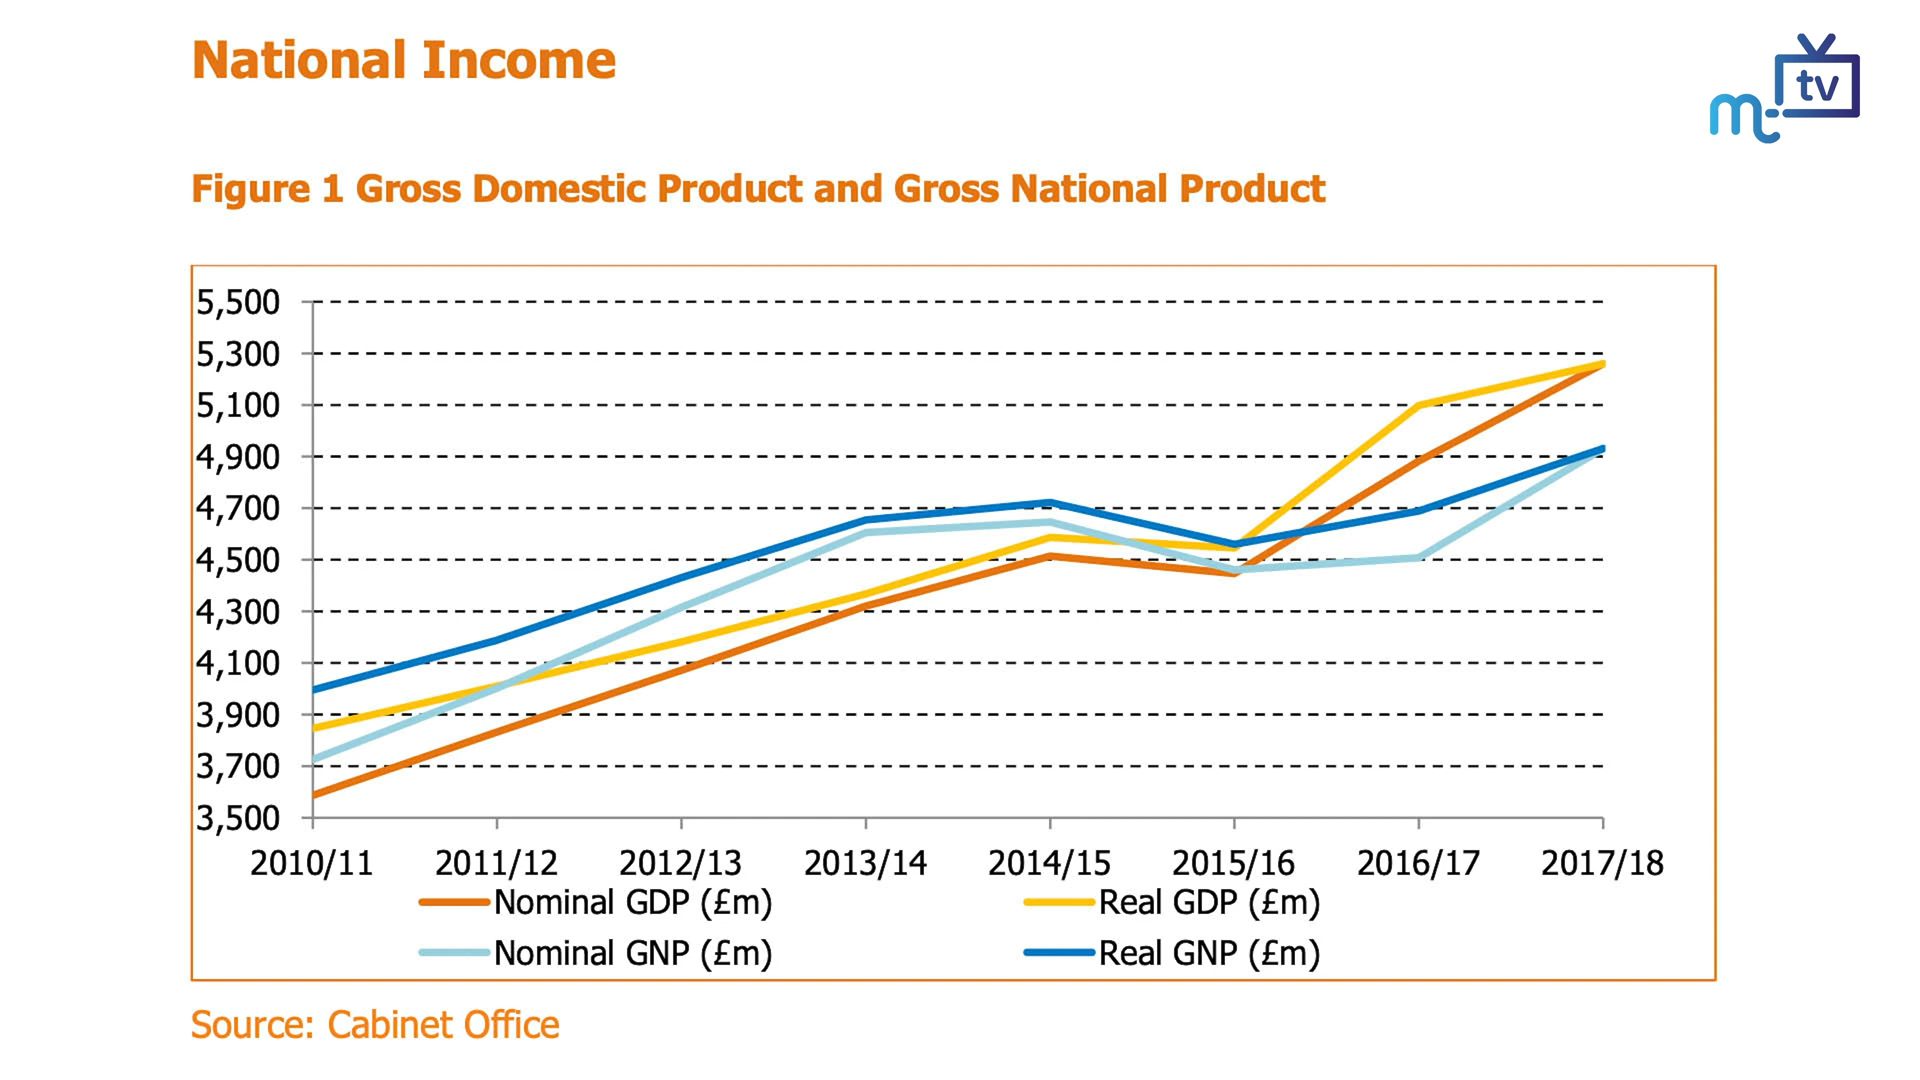 National Income
m tv
Figure 1 Gross Domestic Product and Gross National Product
5,500
5,300
5,100
4,900
4,700
4,500
4,300
4,100
3,900
3,700
3,500
2010/11 2011/12 2012/13 2013/14 2014/15 2015/16 2016/17 2017/18
Nominal GDP (£m) Real GDP (£m)
Nominal GNP (£m) Real GNP (£m)
Source: Cabinet Office